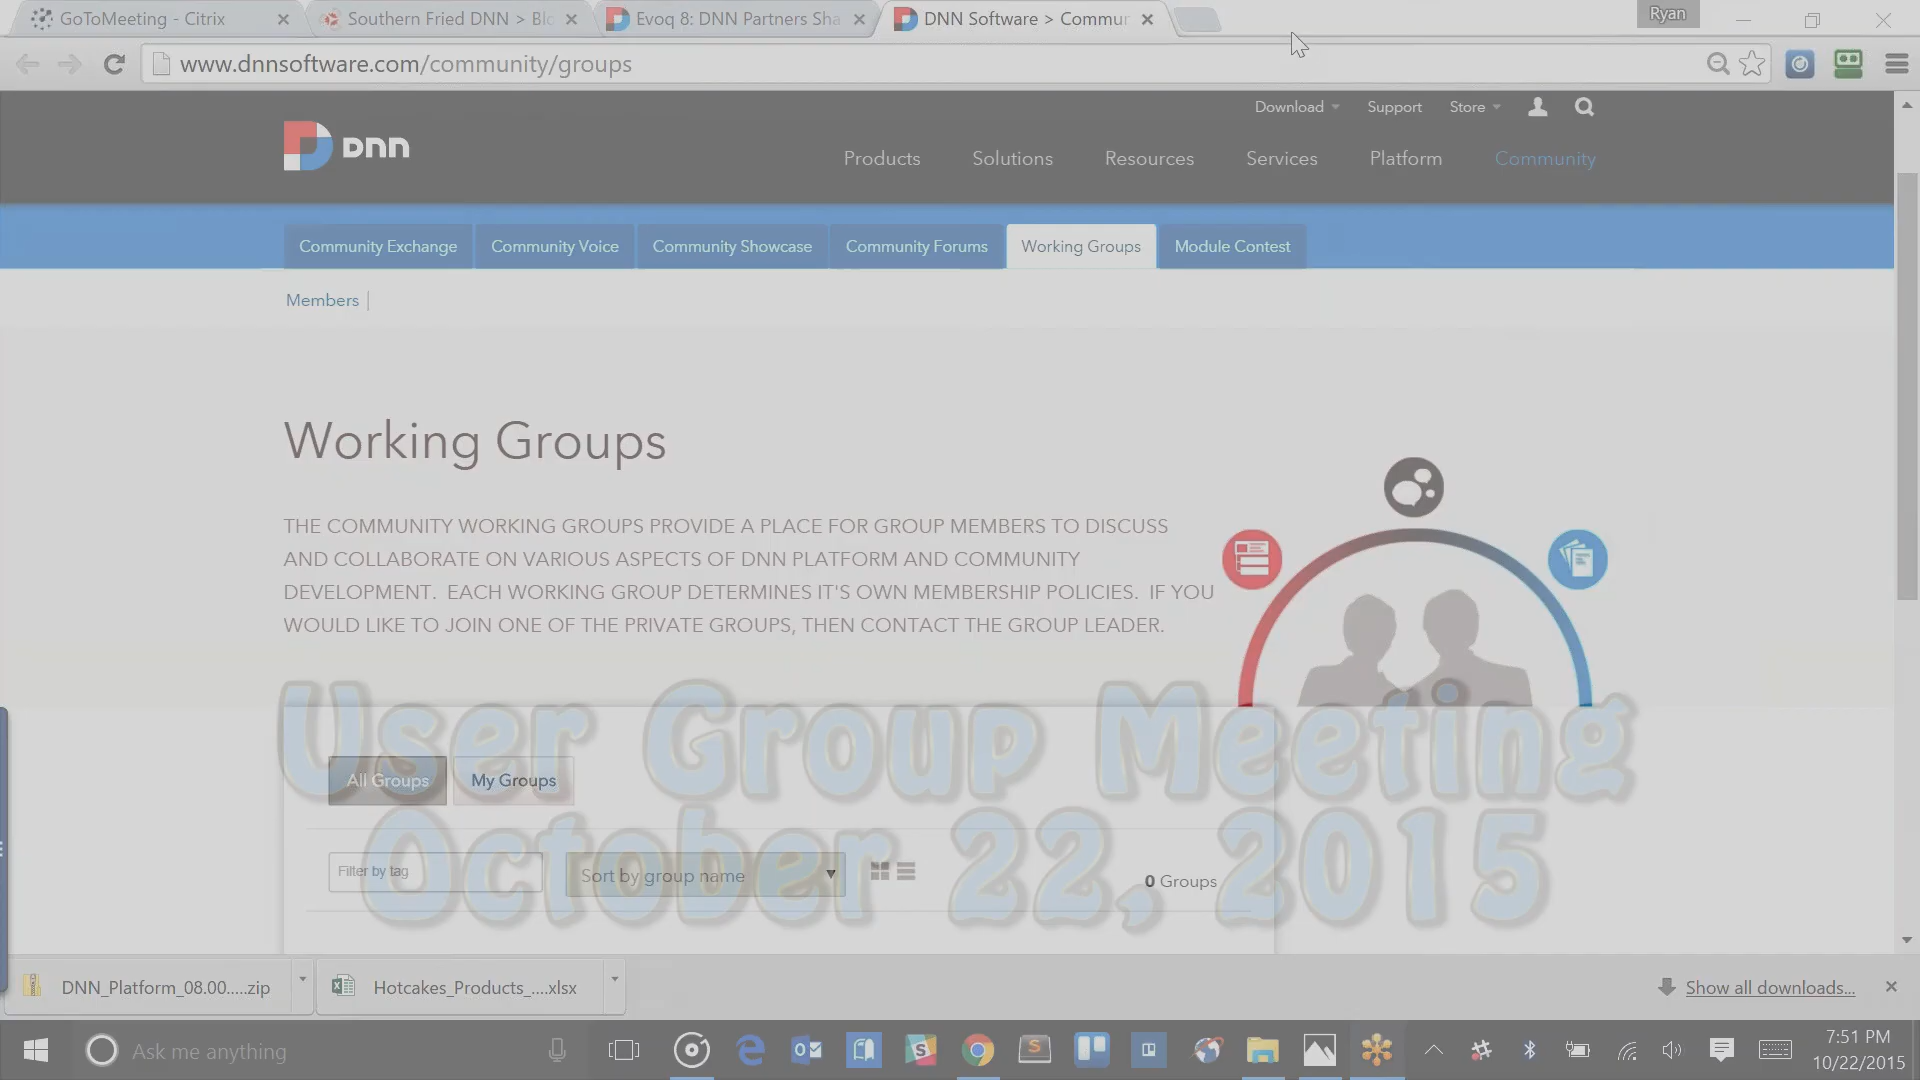 GoToMeeting - Citrix
Southern Fried DNN > Blo
Evoq 8: DNN Partners Sha
DNN Software > Commun
Ryan
www.dnnsoftware.com/community/groups
Download
Support
Store
DNN
Products
Solutions
Resources
Services
Platform
Community
Community Exchange
Community Voice
Community Showcase
Community Forums
Working Groups
Module Contest
Members |
Working Groups
THE COMMUNITY WORKING GROUPS PROVIDE A PLACE FOR GROUP MEMBERS TO DISCUSS
AND COLLABORATE ON VARIOUS ASPECTS OF DNN PLATFORM AND COMMUNITY
DEVELOPMENT. EACH WORKING GROUP DETERMINES IT'S OWN MEMBERSHIP POLICIES. IF YOU
WOULD LIKE TO JOIN ONE OF THE PRIVATE GROUPS, THEN CONTACT THE GROUP LEADER.
User Group Meeting
All Groups
My Groups
October 22, 2015
Filter by tag
Sort by group name
0 Groups
DNN_Platform_08.00.....zip
Hotcakes_Products_....xlsx
Show all downloads...
Ask me anything
7:51 PM
10/22/2015